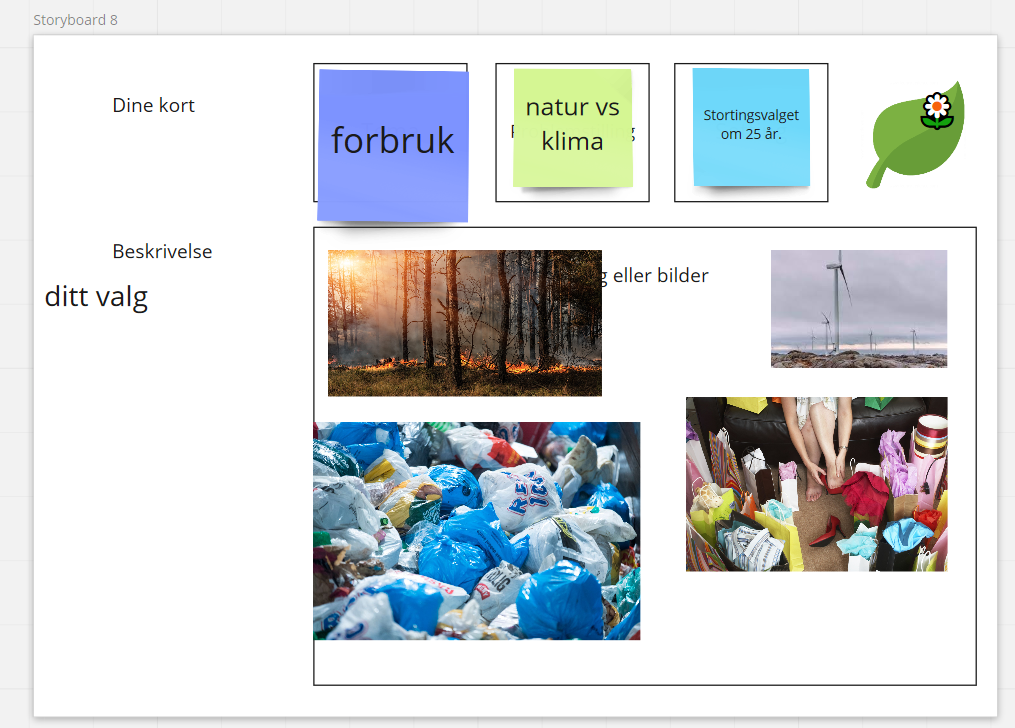 Storyboard 8
Dine kort
forbruk
natur vs
klima
Stortingsvalget
om 25 år.
Beskrivelse
ditt valg
eller bilder